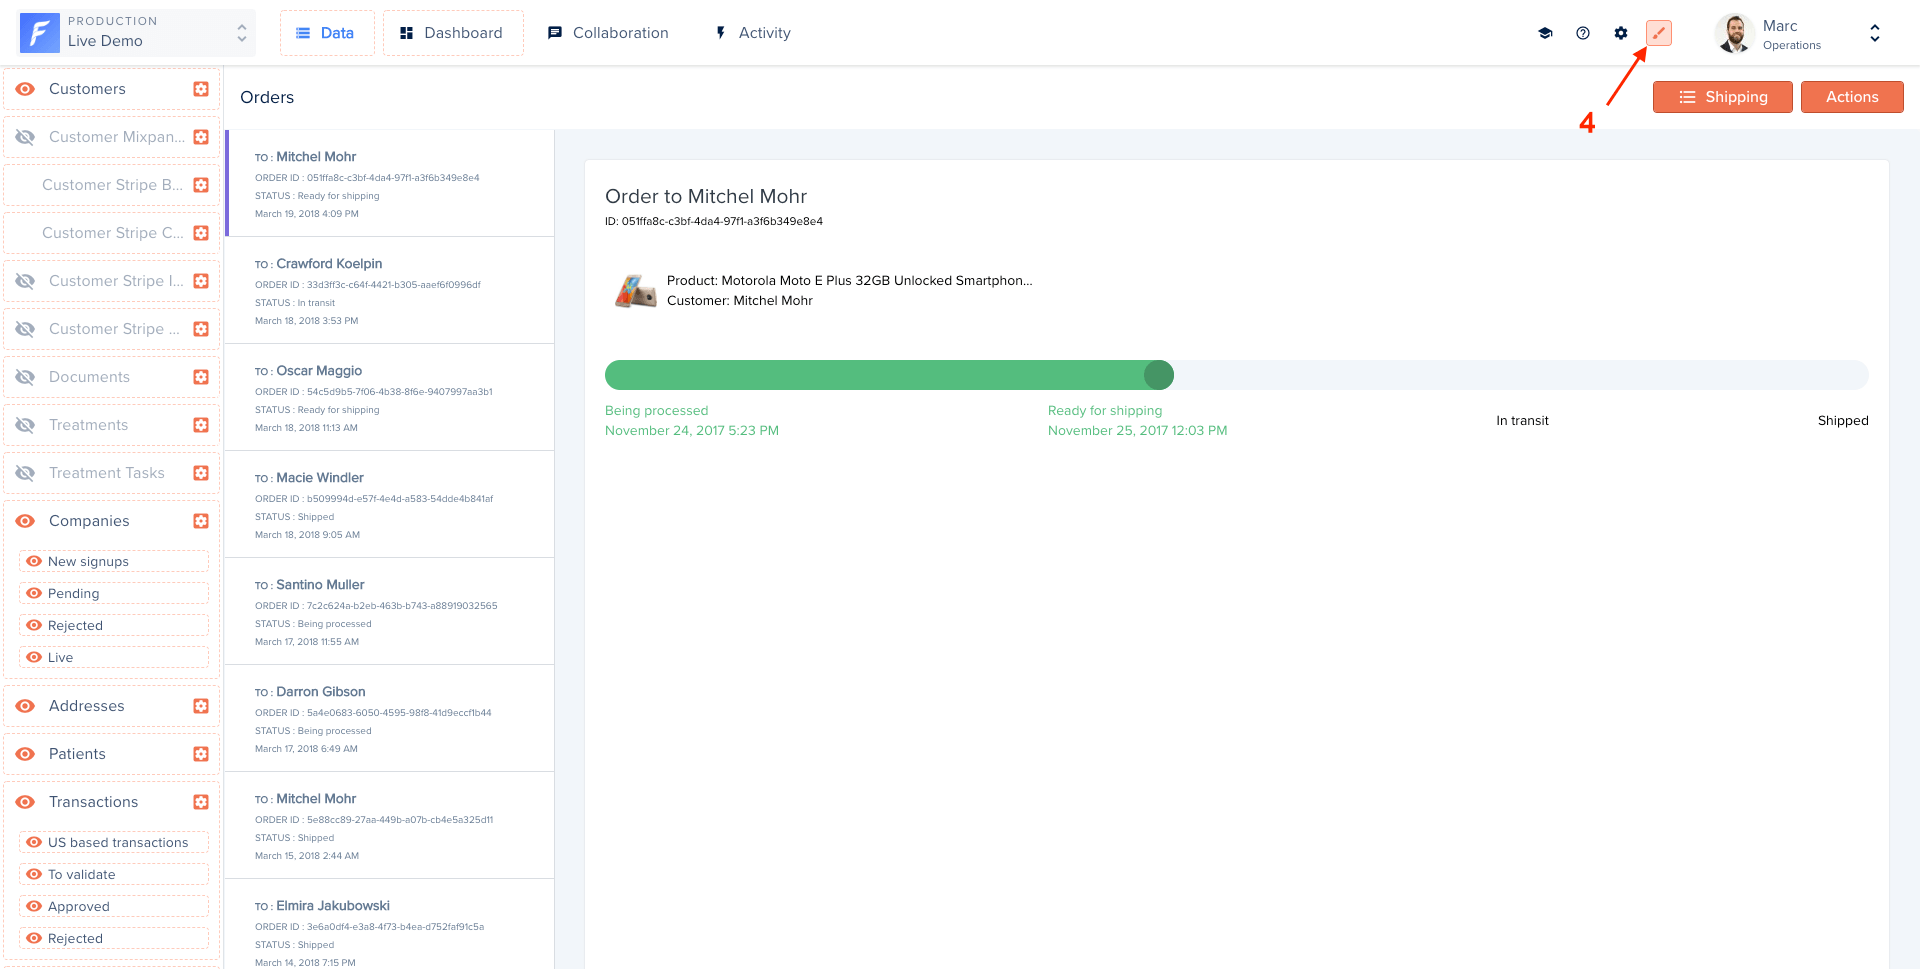 PRODUCTION
Live Demo
Data
Dashboard
Collaboration
Activity
Marc
Operations
4
Customers
Customer Mixpan...
Customer Stripe B...
Customer Stripe C...
Customer Stripe I...
Customer Stripe ...
Documents
Treatments
Treatment Tasks
Companies
New signups
Pending
Rejected
Live
Addresses
Patients
Transactions
US based transactions
To validate
Approved
Rejected
Orders
Shipping
Actions
TO : Mitchel Mohr
ORDER ID : 051ffa8c-c3bf-4da4-97f1-a3f6b349e8e4
STATUS : Ready for shipping
March 19, 2018 4:09 PM
TO : Crawford Koelpin
ORDER ID : 33d3ff3c-c64f-4421-b305-aaef6f0996df
STATUS : In transit
March 18, 2018 3:53 PM
TO : Oscar Maggio
ORDER ID : 54c5d9b5-7f06-4b38-8f6e-9407997aa3b1
STATUS : Ready for shipping
March 18, 2018 11:13 AM
TO : Macie Windler
ORDER ID : b509994d-e57f-4e4d-a583-54dde4b841af
STATUS : Shipped
March 18, 2018 9:05 AM
TO : Santino Muller
ORDER ID : 7c2c624a-b2eb-463b-b743-a88919032565
STATUS : Being processed
March 17, 2018 11:55 AM
TO : Darron Gibson
ORDER ID : 5a4e0683-6050-4595-98f8-41d9eccf1b44
STATUS : Being processed
March 17, 2018 6:49 AM
TO : Mitchel Mohr
ORDER ID : 5e88cc89-27aa-449b-a07b-cb4e5a325d11
STATUS : Shipped
March 15, 2018 2:44 AM
TO : Elmira Jakubowski
ORDER ID : 3e6a0df4-e3a8-4f73-b4ea-d752faf91c5a
STATUS : Shipped
March 14, 2018 7:15 PM
Order to Mitchel Mohr
ID: 051ffa8c-c3bf-4da4-97f1-a3f6b349e8e4
Product: Motorola Moto E Plus 32GB Unlocked Smartphon...
Customer: Mitchel Mohr
Being processed
November 24, 2017 5:23 PM
Ready for shipping
November 25, 2017 12:03 PM
In transit
Shipped